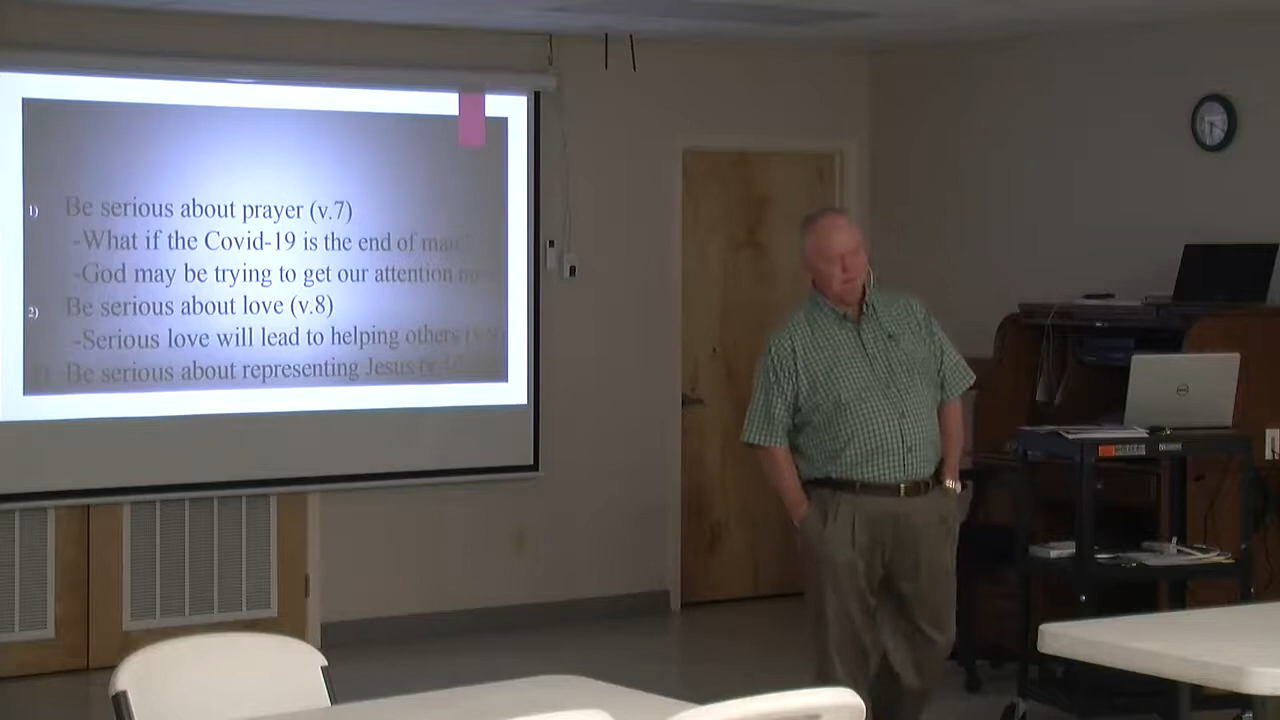 1) Be serious about prayer (v.7)
-What if the Covid-19 is the end of
-God may be trying to get our attention
2) Be serious about love (v.8)
-Serious love will lead to helping others
Be serious about representing Jesus
DELL